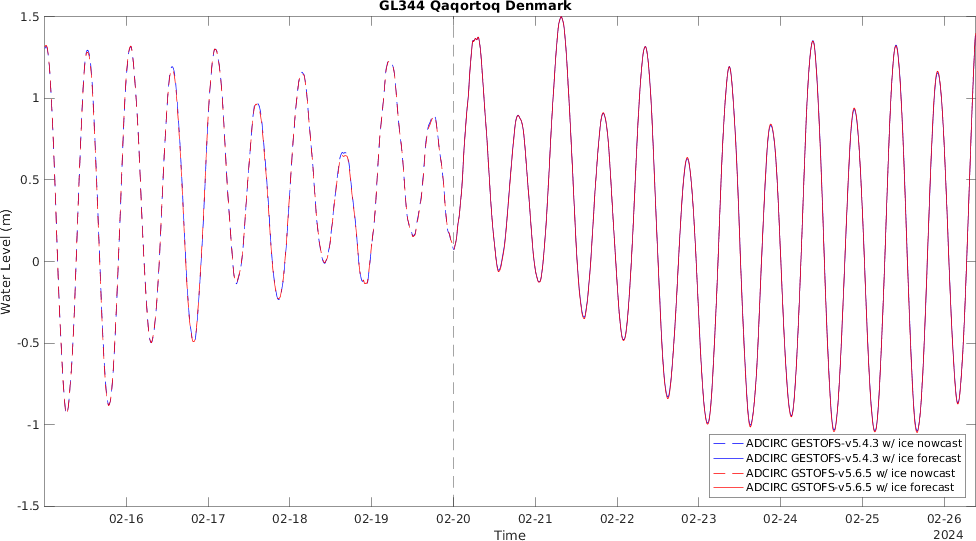 GL344 Qaqortoq Denmark
1.5
1
0.5
0
-0.5
-1
-1.5
Water Level (m)
ADCIRC GESTOFS-v5.4.3 w/ ice nowcast
ADCIRC GESTOFS-v5.4.3 w/ ice forecast
ADCIRC GSTOFS-v5.6.5 w/ ice nowcast
ADCIRC GSTOFS-v5.6.5 w/ ice forecast
02-16 02-17 02-18 02-19 02-20 02-21 02-22 02-23 02-24 02-25 02-26
Time
2024